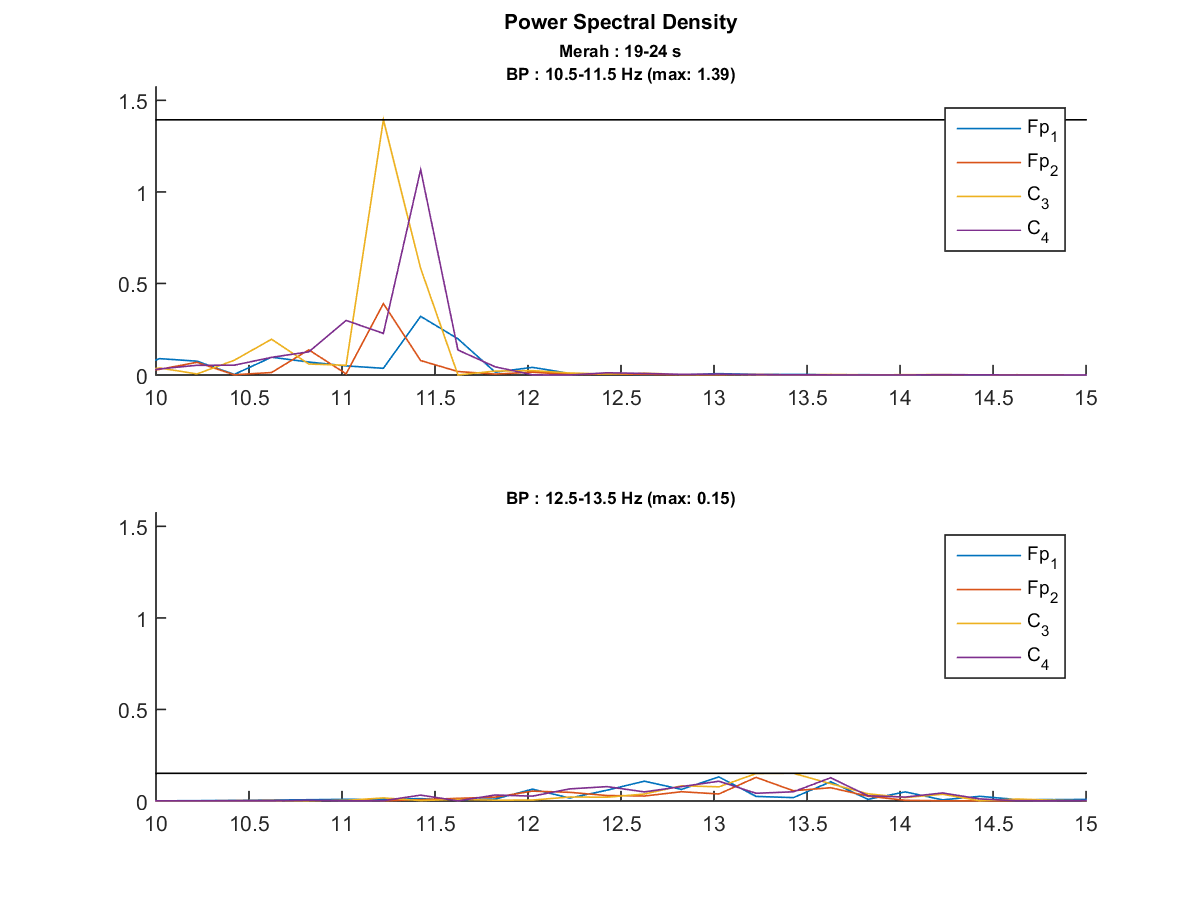 Power Spectral Density
Merah : 19-24 s
BP : 10.5-11.5 Hz (max: 1.39)
1.5
1
0.5
0
Fp1
Fp2
C3
C4
10 10.5 11 11.5 12 12.5 13 13.5 14 14.5 15
BP : 12.5-13.5 Hz (max: 0.15)
1.5
1
0.5
0
Fp1
Fp2
C3
C4
10 10.5 11 11.5 12 12.5 13 13.5 14 14.5 15